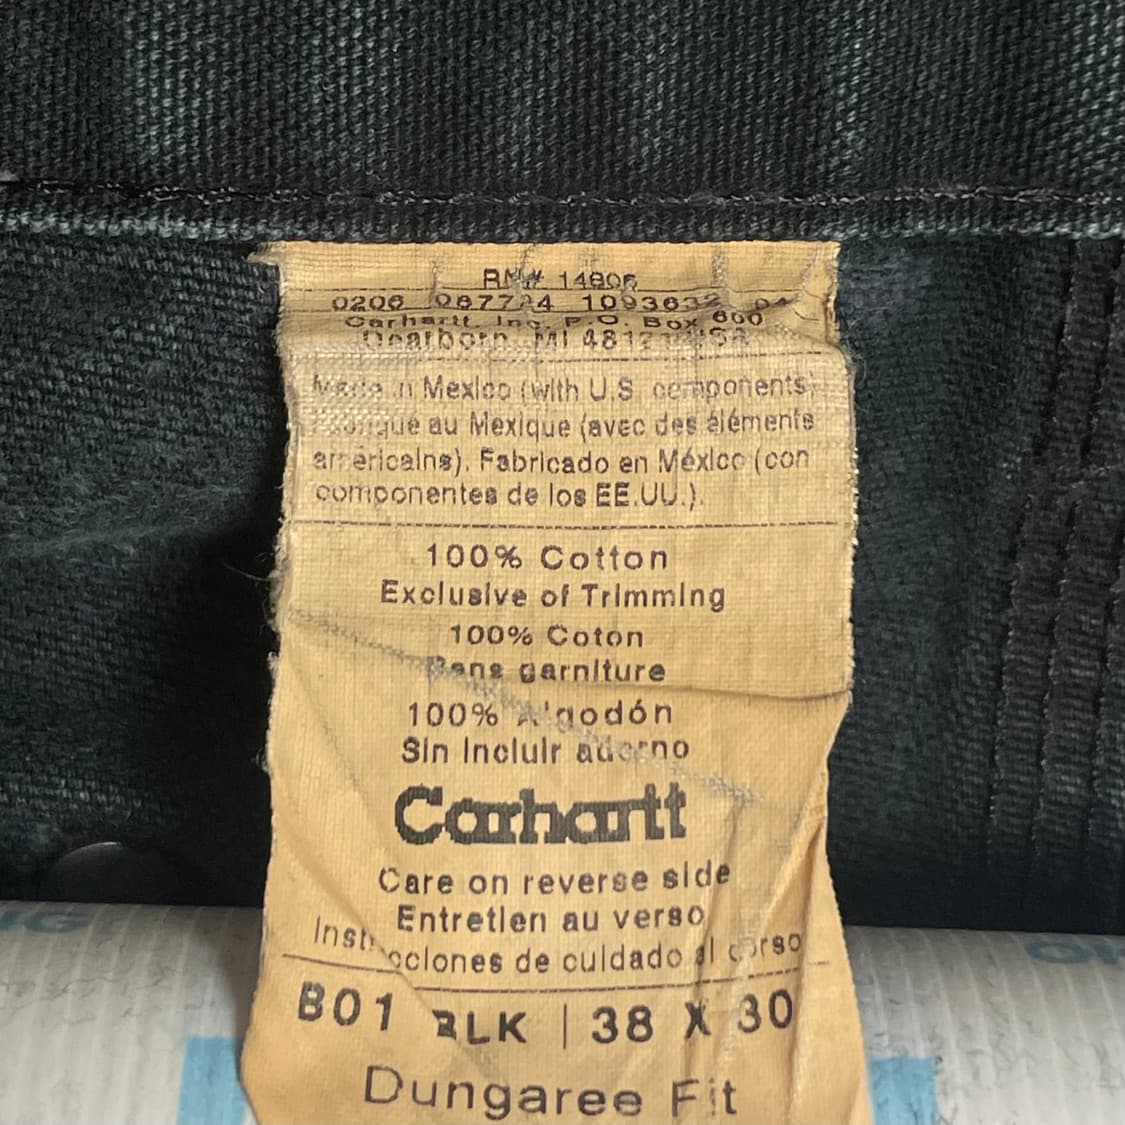 RN# 14806
0206
Carhartt, Inc. P.O. Box 600
Dearborn, MI
Made in Mexico (with U.S. components)
Fabriqué au Mexique (avec des éléments
américains). Fabricado en México (con
componentes de los EE.UU.).
100% Cotton
Exclusive of Trimming
100% Coton
Sans garniture
100% Algodón
Sin incluir adorno
Carhartt
Care on reverse side
Entretien au verso
Instrucciones de cuidado al dorso
B01 BLK | 38 X 30
Dungaree Fit